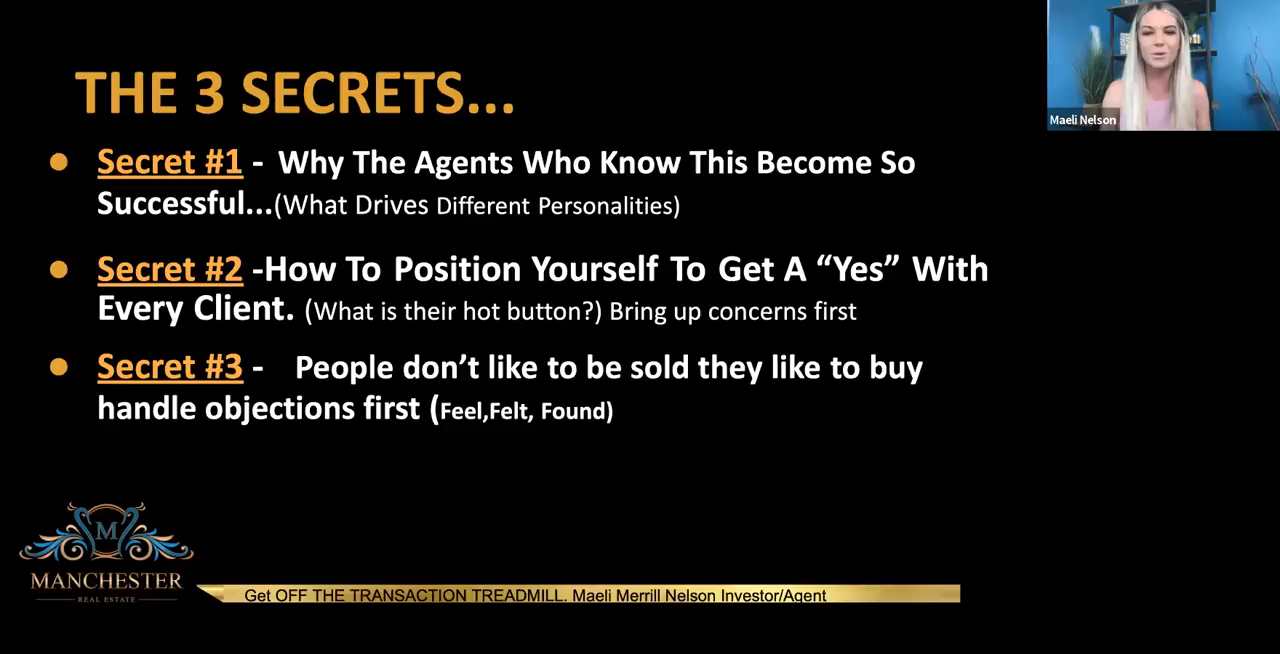 THE 3 SECRETS...
Maeli Nelson
● Secret #1 - Why The Agents Who Know This Become So
Successful...(What Drives Different Personalities)
● Secret #2 -How To Position Yourself To Get A “Yes” With
Every Client. (What is their hot button?) Bring up concerns first
● Secret #3 - People don’t like to be sold they like to buy
handle objections first (Feel,Felt, Found)
M
MANCHESTER
REAL ESTATE
Get OFF THE TRANSACTION TREADMILL. Maeli Merrill Nelson Investor/Agent